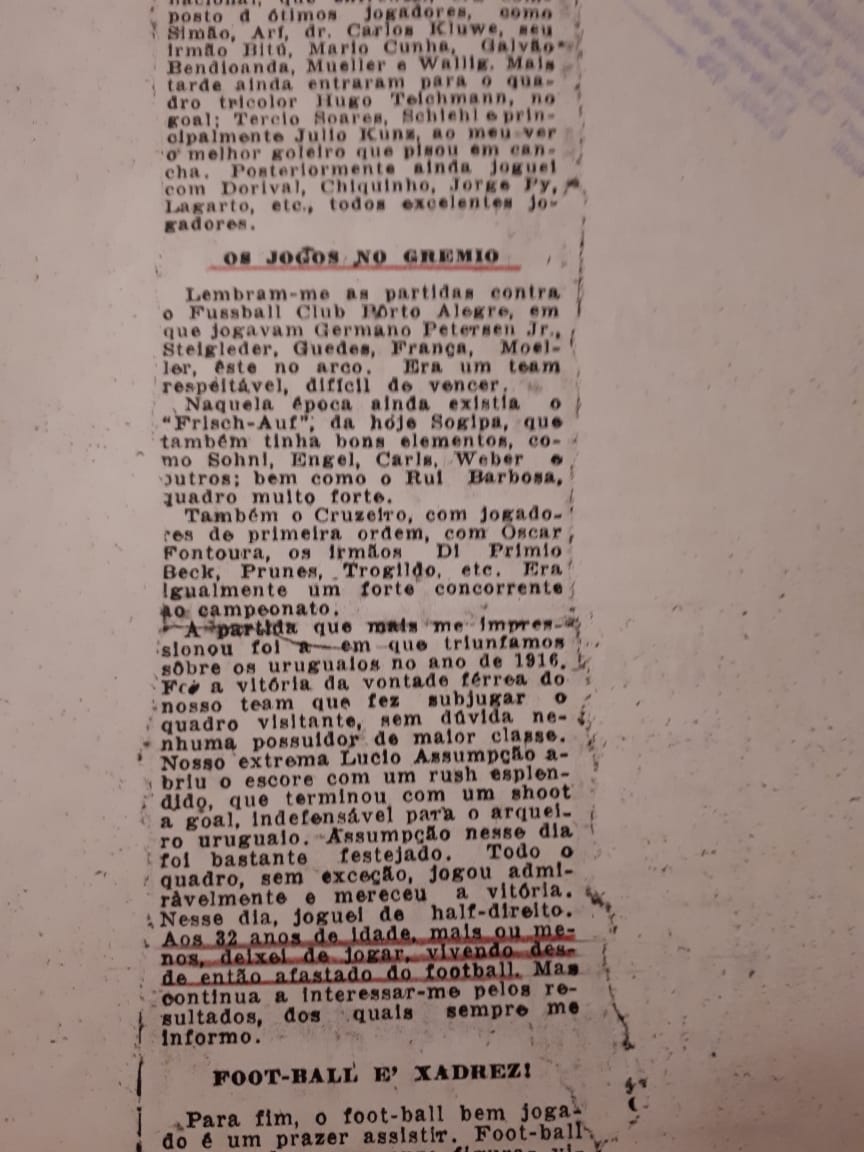 posto d ótimos jogadores, como
Simão, Arí, dr. Carlos Kluwe, seu
irmão Bitú, Mario Cunha, Galvão
Bendioanda, Mueller e Wallig. Mais
tarde ainda entraram para o qua-
dro tricolor Hugo Teichmann, no
goal; Tercio Soares, Schiehl e prin-
cipalmente Julio Kunz, ao meu ver
o melhor goleiro que pisou em can-
cha. Posteriormente ainda joguei
com Dorival, Chiquinho, Jorge Py,
Lagarto, etc., todos excelentes jo-
gadores.
OS JOGOS NO GREMIO
Lembram-me as partidas contra
o Fussball Club Pôrto Alegre, em
que jogavam Germano Petersen Jr.,
Steigleder, Guedes, França, Moel-
ler, êste no arco. Era um team
respeitável, difícil de vencer.
Naquela época ainda existia o
"Frisch-Auf", da hoje Sogipa, que
também tinha bons elementos, co-
mo Sohni, Engel, Carls, Weber e
outros; bem como o Rui Barbosa,
quadro muito forte.
Também o Cruzeiro, com jogado-
res de primeira ordem, com Oscar
Fontoura, os irmãos Di Primio
Beck, Prunes, Trogildo, etc. Era
igualmente um forte concorrente
ao campeonato.
A partida que mais me impres-
sionou foi a em que triunfamos
sôbre os uruguaios no ano de 1916.
Foi a vitória da vontade férrea do
nosso team que fez subjugar o
quadro visitante, sem dúvida ne-
nhuma possuidor de maior classe.
Nosso extrema Lucio Assumpção a-
briu o escore com um rush esplen-
dido, que terminou com um shoot
a goal, indefensável para o arquei-
ro uruguaio. Assumpção nesse dia
foi bastante festejado. Todo o
quadro, sem exceção, jogou admi-
ràvelmente e mereceu a vitória.
Nesse dia, joguei de half-direito.
Aos 32 anos de idade, mais ou me-
nos, deixei de jogar, vivendo des-
de então afastado do football. Mas
continua a interessar-me pelos re-
sultados, dos quais sempre me
informo.
FOOT-BALL E' XADREZ!
Para fim, o foot-ball bem joga-
do é um prazer assistir. Foot-ball